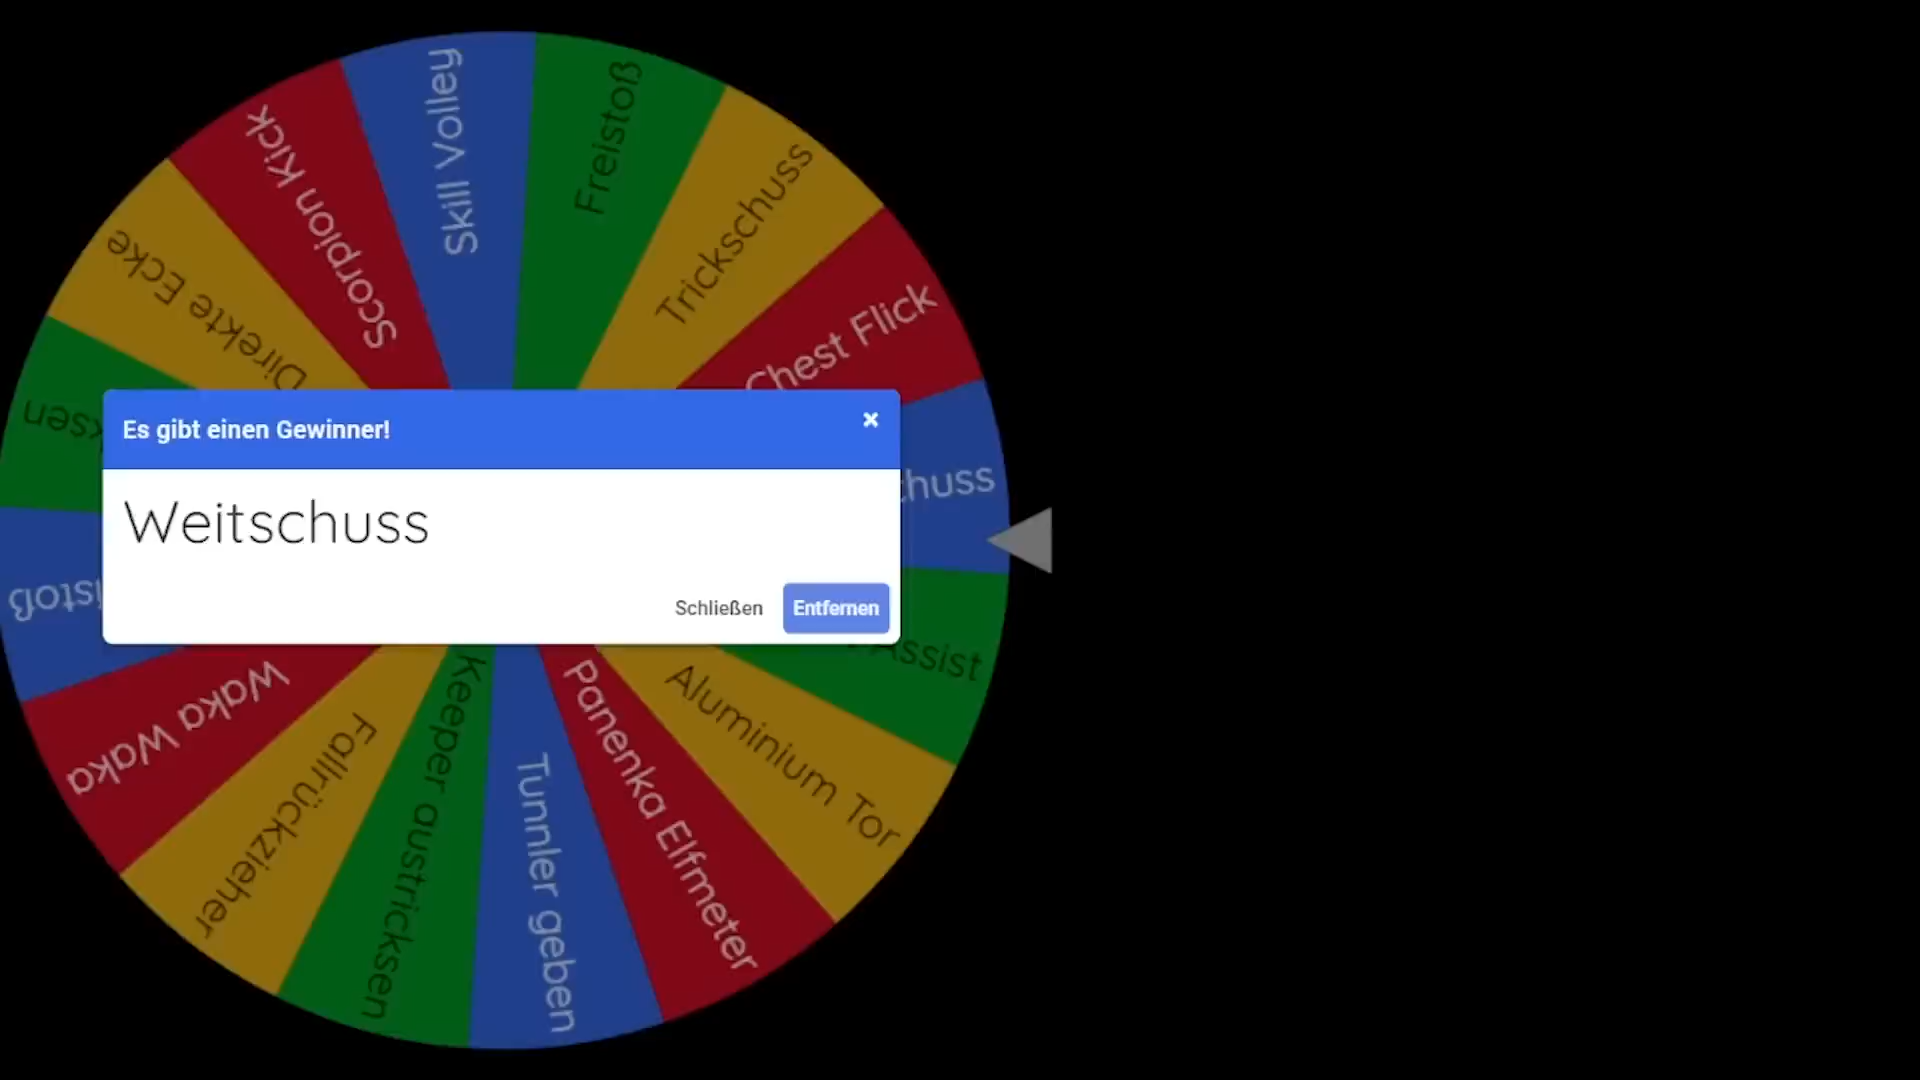 Skill Volley
Freistoß
Scorpion Kick
Trickschuss
Direkte Ecke
Chest Flick
Es gibt einen Gewinner!
Weitschuss
Schließen
Entfernen
Assist
Waka Waka
Aluminium Tor
Fallrückzieher
Keeper austricksen
Tunnler geben
Panenka Elfmeter